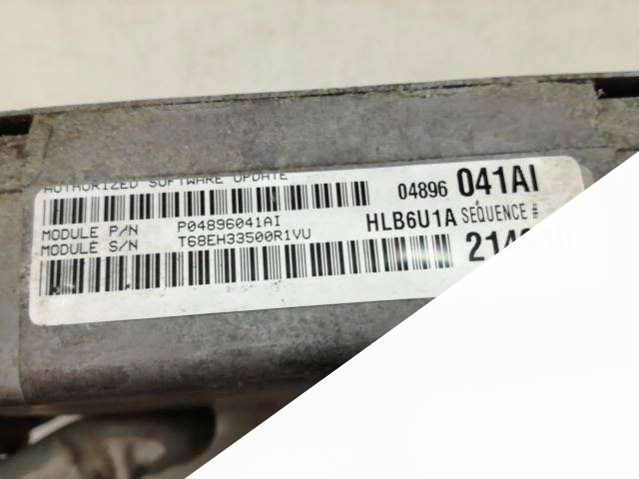 AUTHORIZED SOFTWARE UPDATE
04896 041AI
MODULE P/N P04896041AI
HLB6U1A SEQUENCE #
MODULE S/N T68EH33500R1VU